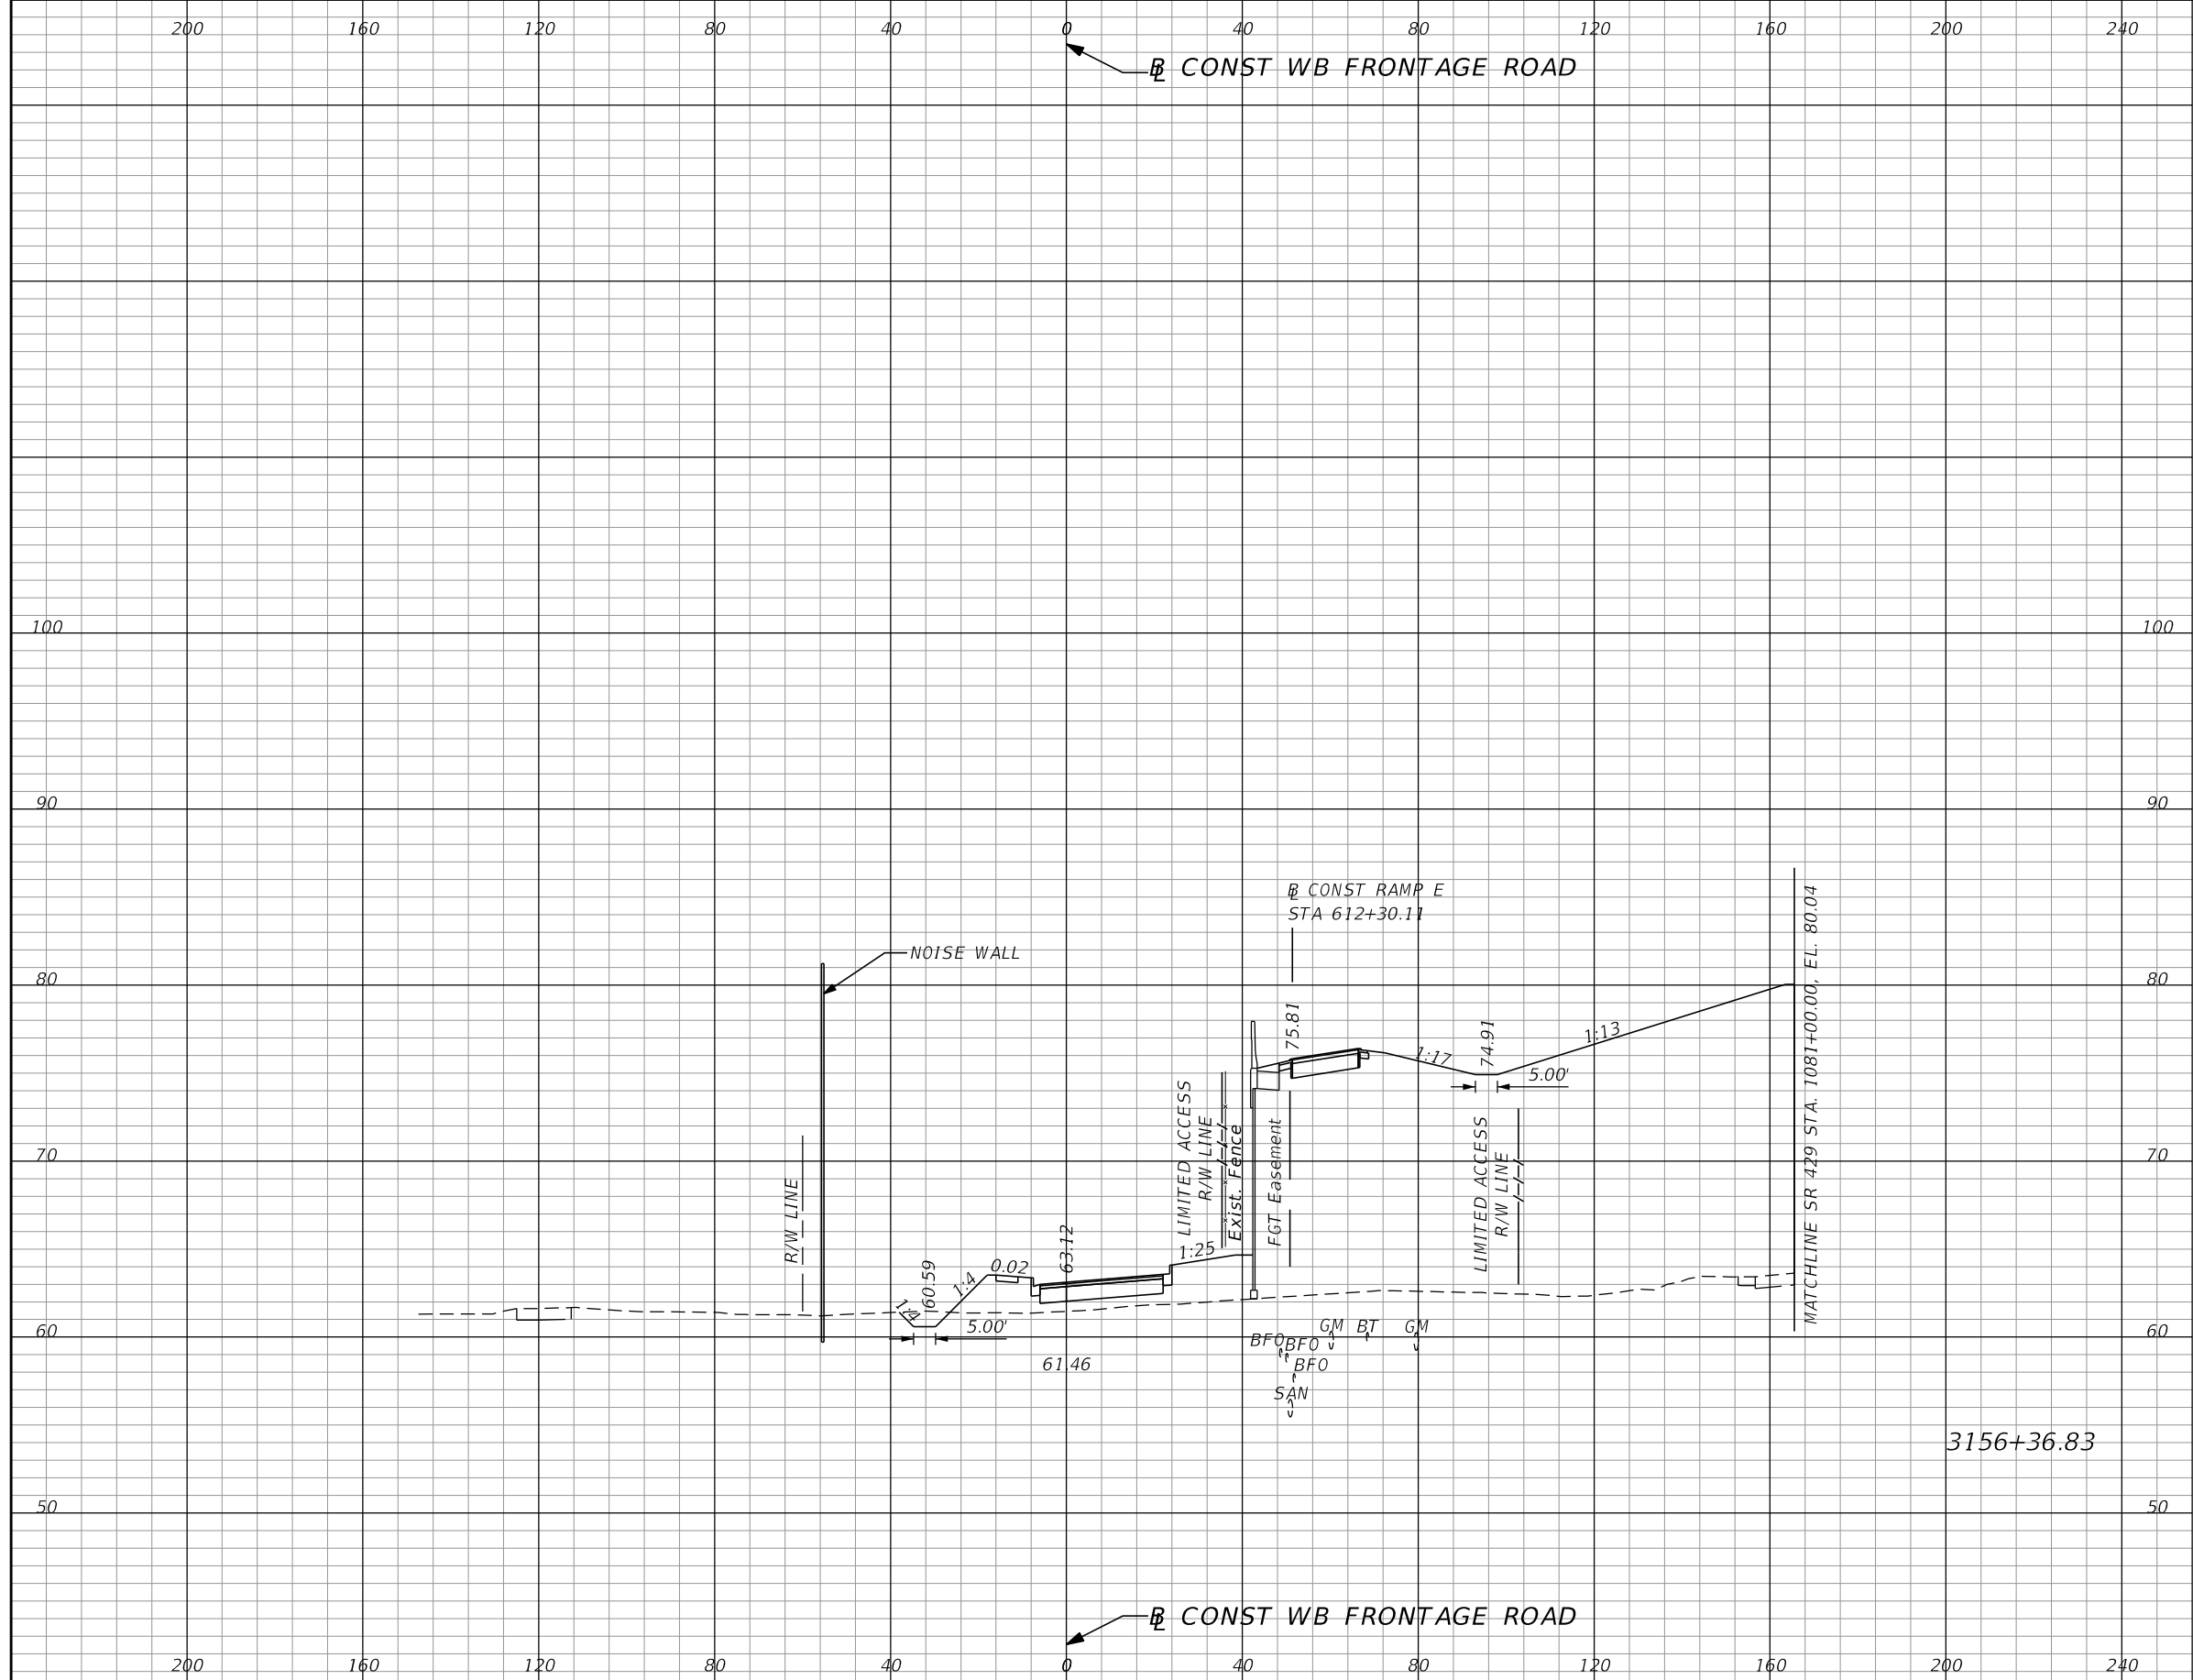 200 160 120 80 40 0 40 80 120 160 200 240
BL CONST WB FRONTAGE ROAD
100 100
90 90
BL CONST RAMP E
STA 612+30.11
NOISE WALL
80 80
75.81
1:17
74.91
1:13
5.00'
MATCHLINE SR 429 STA. 1081+00.00, EL. 80.04
LIMITED ACCESS
R/W LINE
Exist. Fence
FGT Easement
LIMITED ACCESS
R/W LINE
70 70
R/W LINE
1:4
60.59
1:4
0.02
63.12
1:25
60 60
5.00'
61.46
BFO
BFO
GM
BT
GM
BFO
SAN
3156+36.83
50 50
BL CONST WB FRONTAGE ROAD
200 160 120 80 40 0 40 80 120 160 200 240